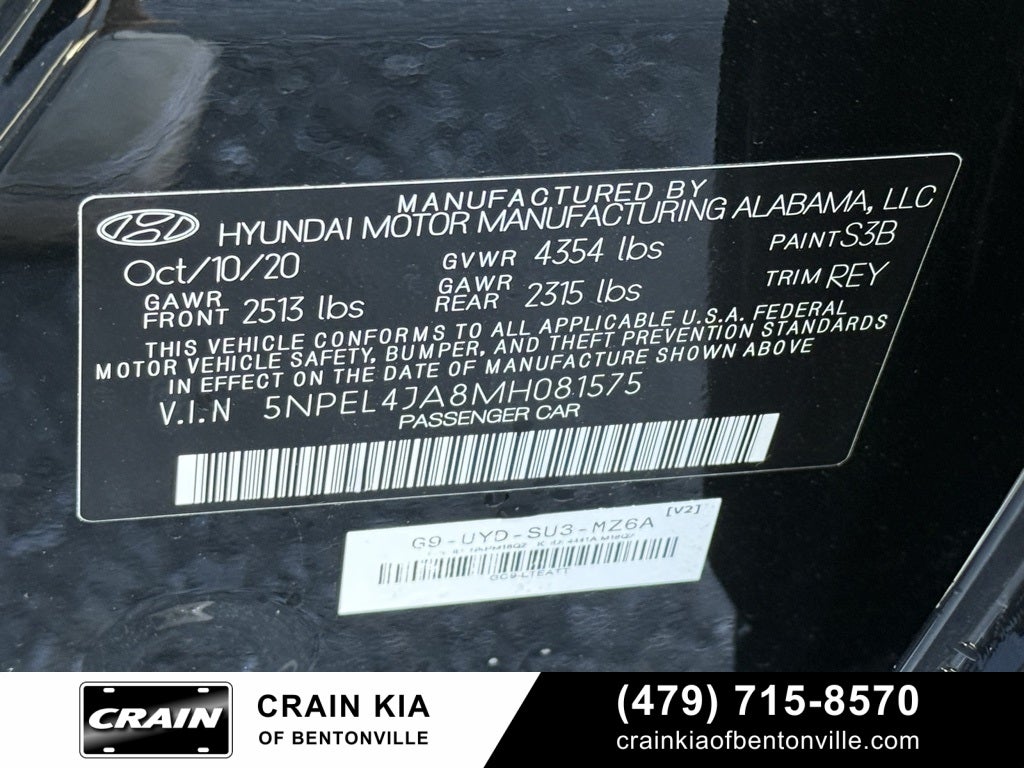 MANUFACTURED BY
HYUNDAI MOTOR MANUFACTURING ALABAMA, LLC
Oct/10/20 GVWR 4354 lbs PAINT S3B
GAWR FRONT 2513 lbs GAWR REAR 2315 lbs TRIM REY
THIS VEHICLE CONFORMS TO ALL APPLICABLE U.S.A. FEDERAL
MOTOR VEHICLE SAFETY, BUMPER, AND THEFT PREVENTION STANDARDS
IN EFFECT ON THE DATE OF MANUFACTURE SHOWN ABOVE
V.I.N 5NPEL4JA8MH081575
PASSENGER CAR
G9-UYD-SU3-MZ6A [V2]
GC9-LTEATT
CRAIN
CRAIN KIA
OF BENTONVILLE
(479) 715-8570
crainkiaofbentonville.com